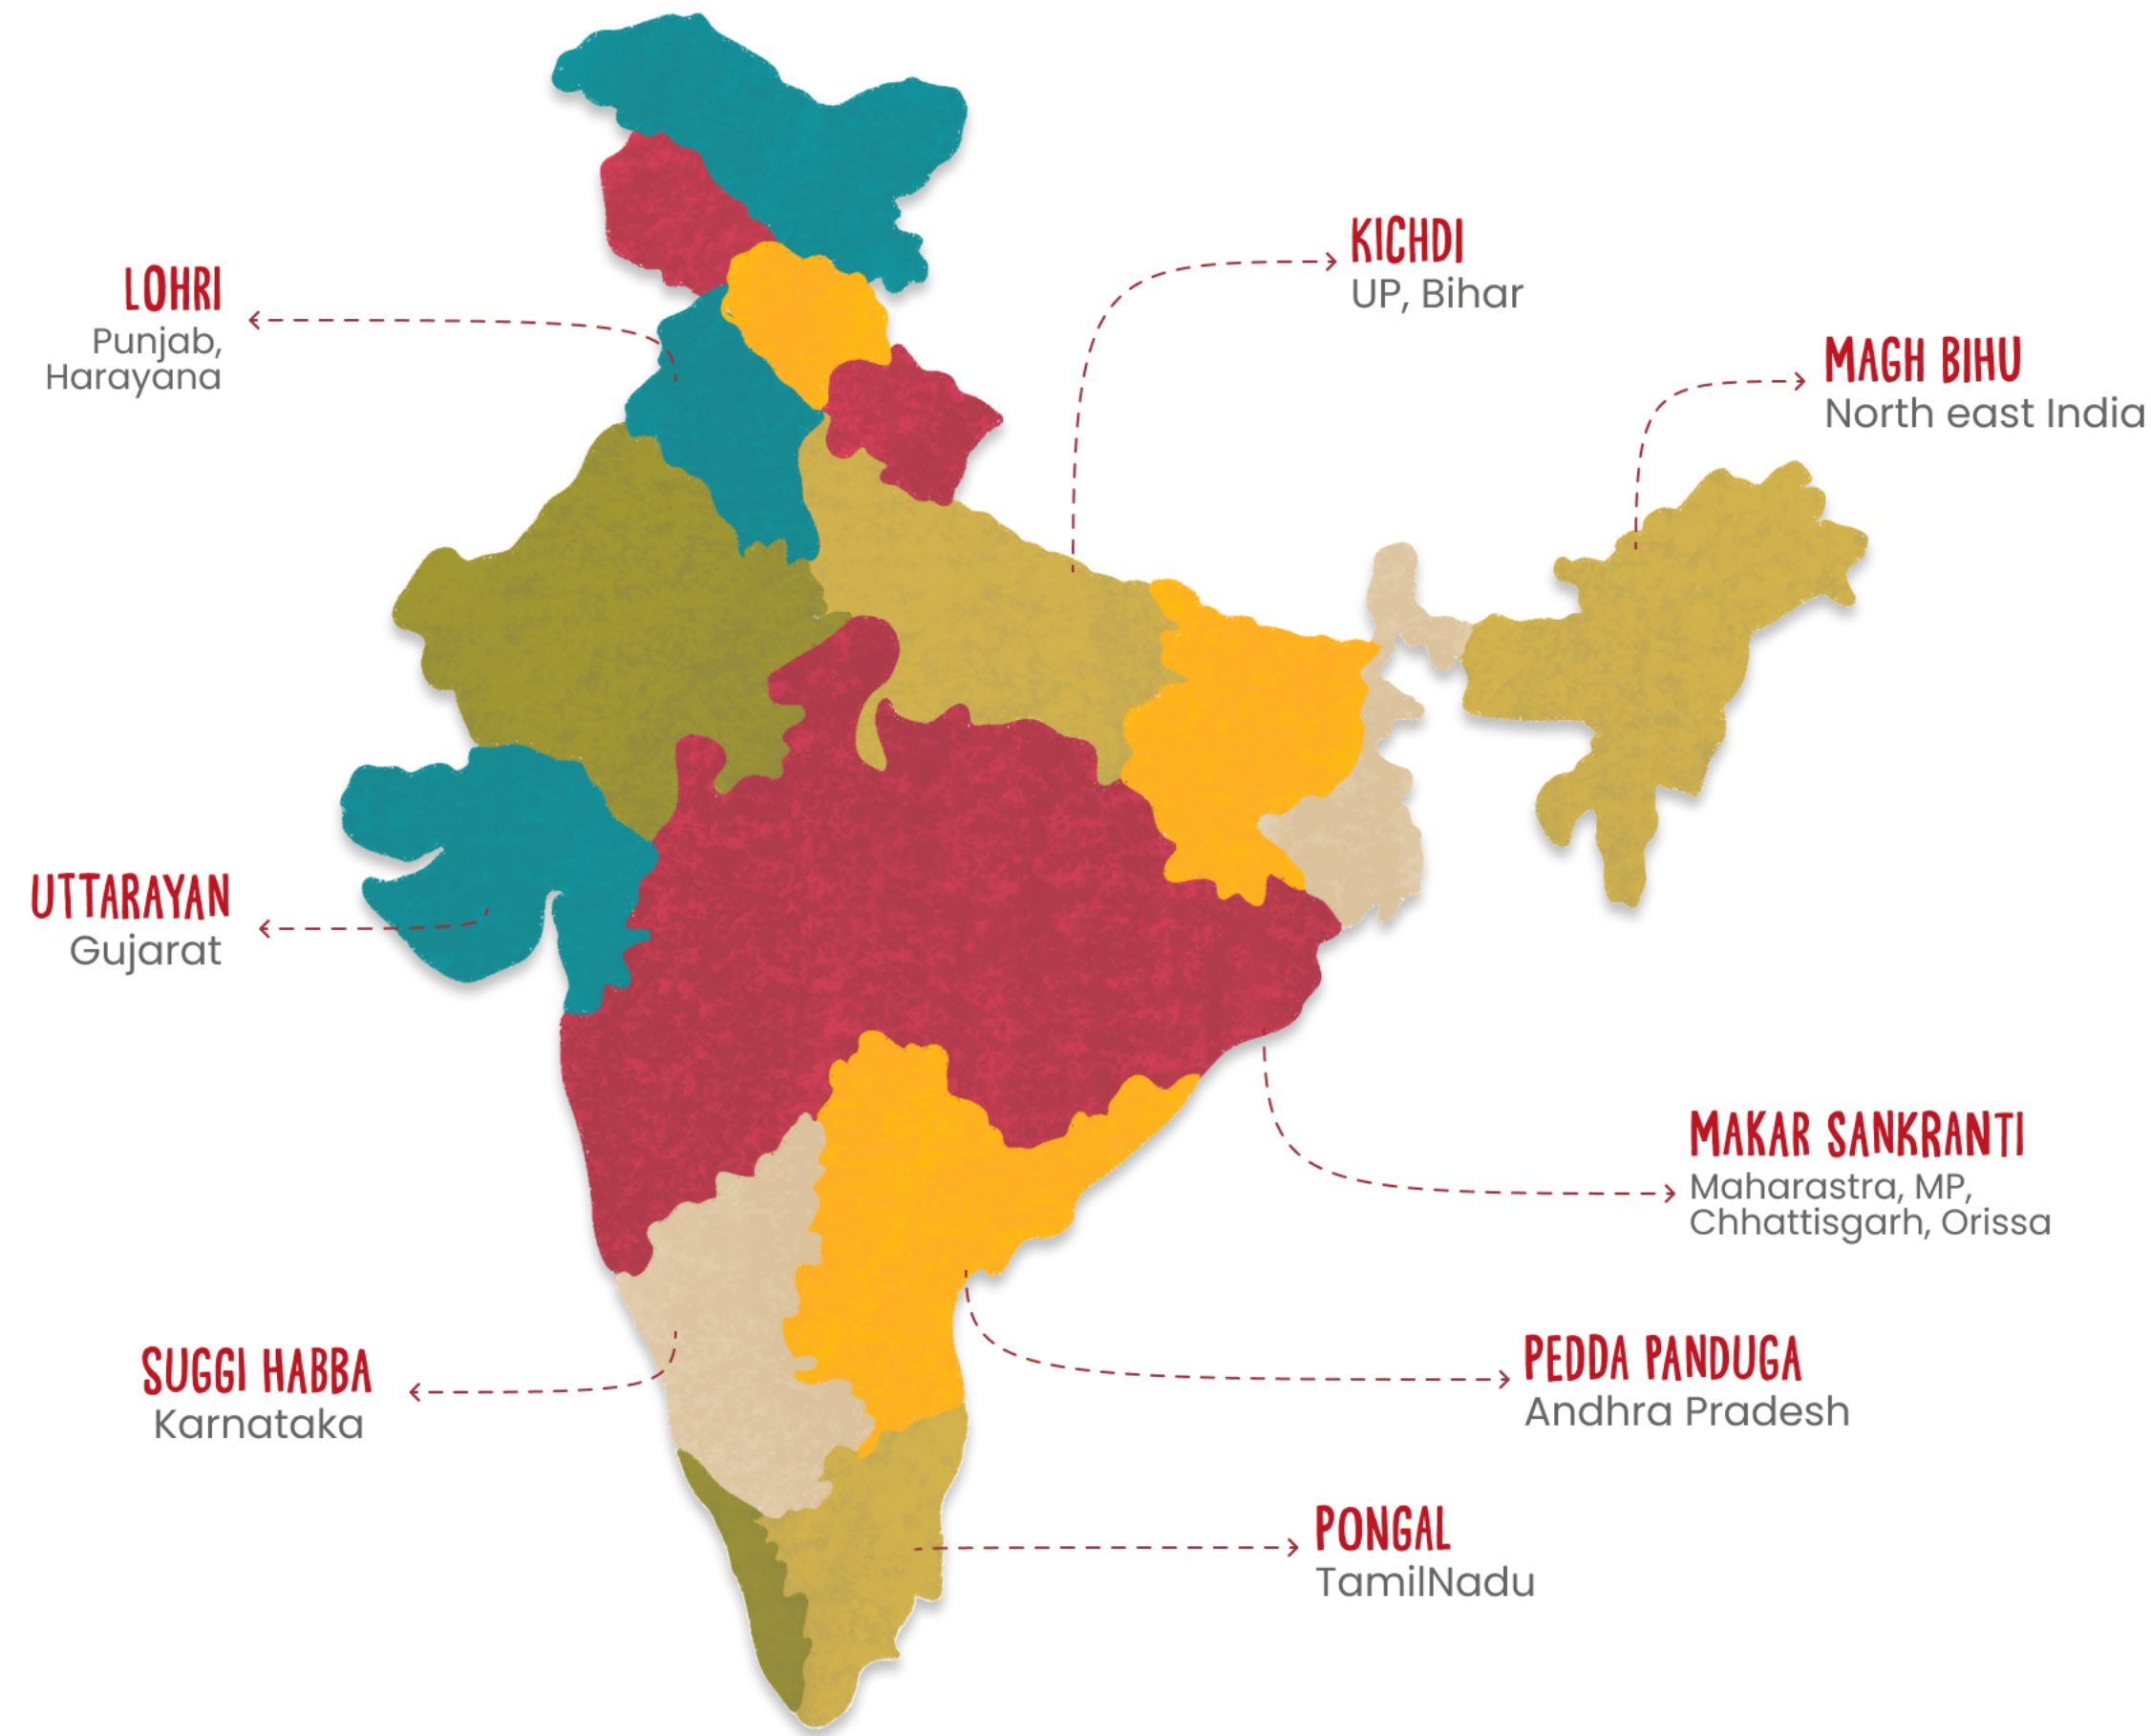 KICHDI
UP, Bihar
LOHRI
Punjab,
Harayana
MAGH BIHU
North east India
UTTARAYAN
Gujarat
MAKAR SANKRANTI
Maharastra, MP,
Chhattisgarh, Orissa
SUGGI HABBA
Karnataka
PEDDA PANDUGA
Andhra Pradesh
PONGAL
TamilNadu